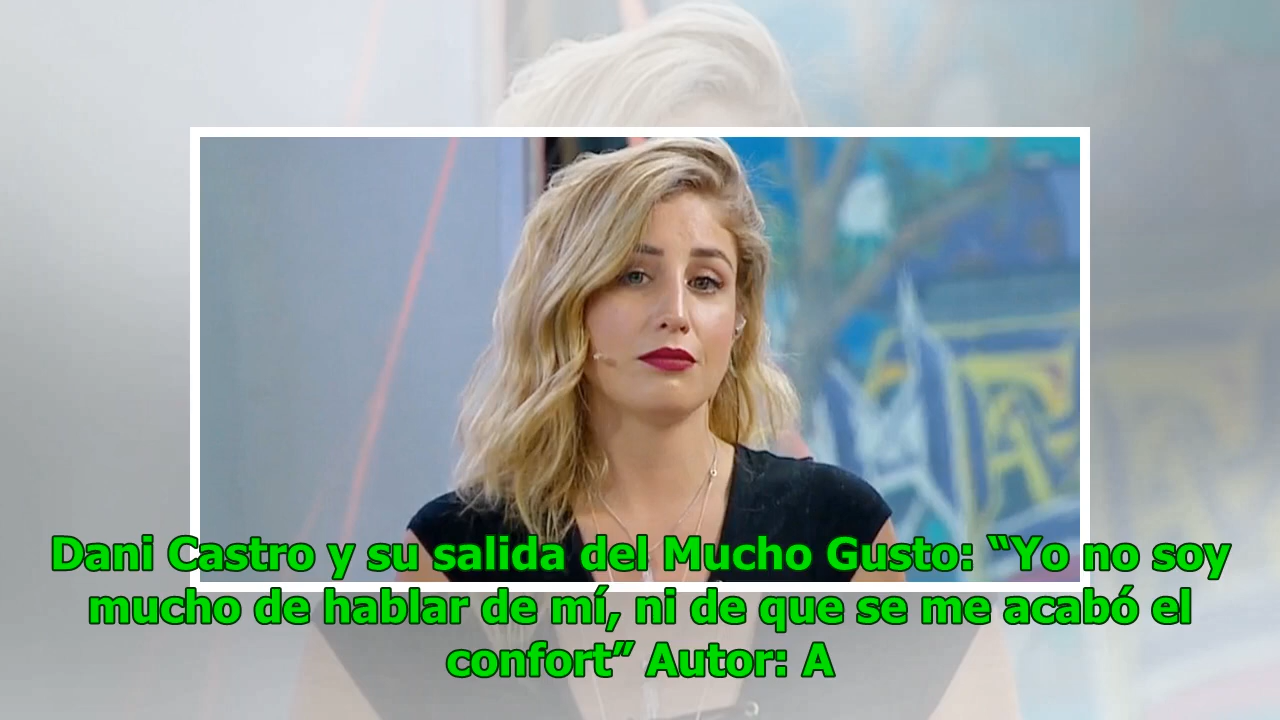 Dani Castro y su salida del Mucho Gusto: “Yo no soy
mucho de hablar de mí, ni de que se me acabó el
confort” Autor: A